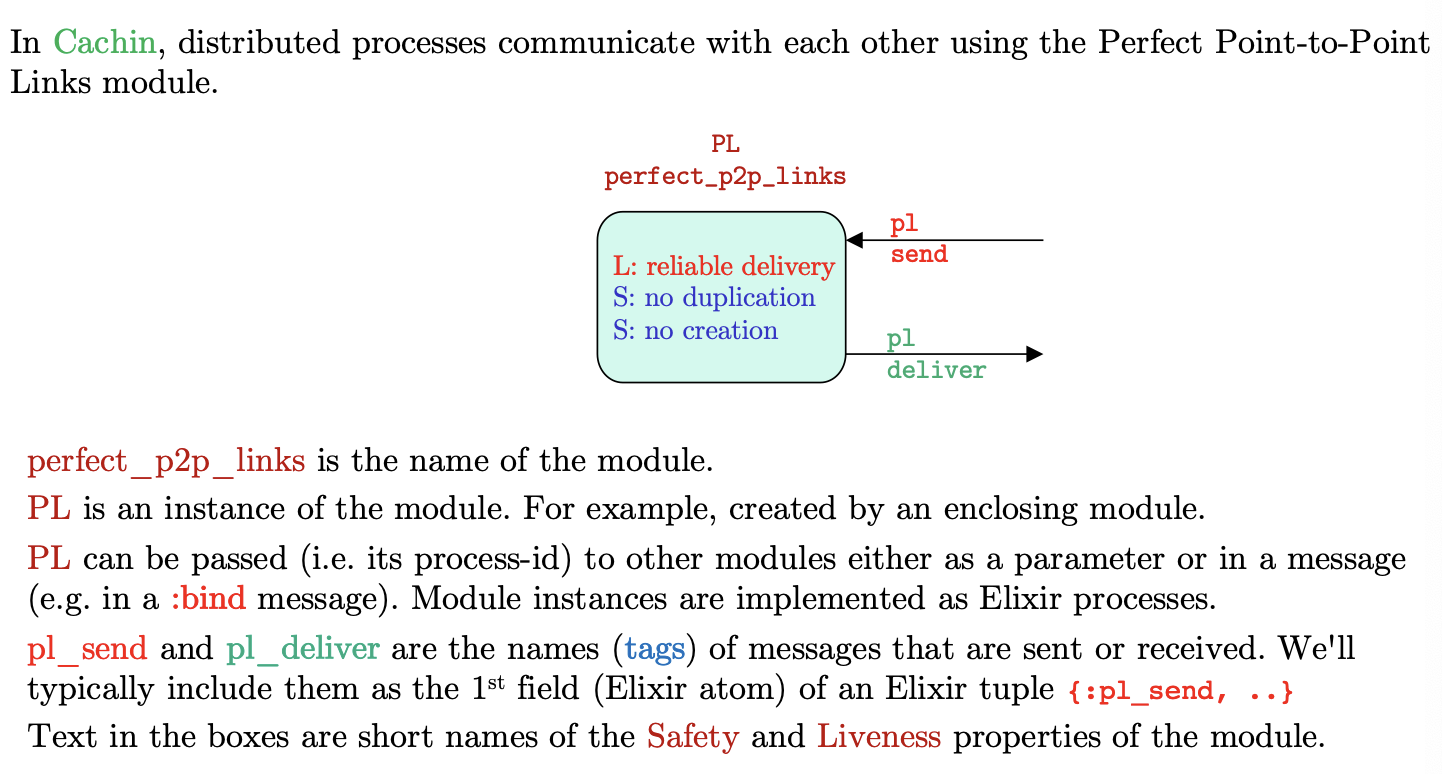 In Cachin, distributed processes communicate with each other using the Perfect Point-to-Point
Links module.
PL
perfect_p2p_links
pl
send
L: reliable delivery
S: no duplication
S: no creation
pl
deliver
perfect_p2p_links is the name of the module.
PL is an instance of the module. For example, created by an enclosing module.
PL can be passed (i.e. its process-id) to other modules either as a parameter or in a message
(e.g. in a :bind message). Module instances are implemented as Elixir processes.
pl_send and pl_deliver are the names (tags) of messages that are sent or received. We'll
typically include them as the 1st field (Elixir atom) of an Elixir tuple {:pl_send, ..}
Text in the boxes are short names of the Safety and Liveness properties of the module.